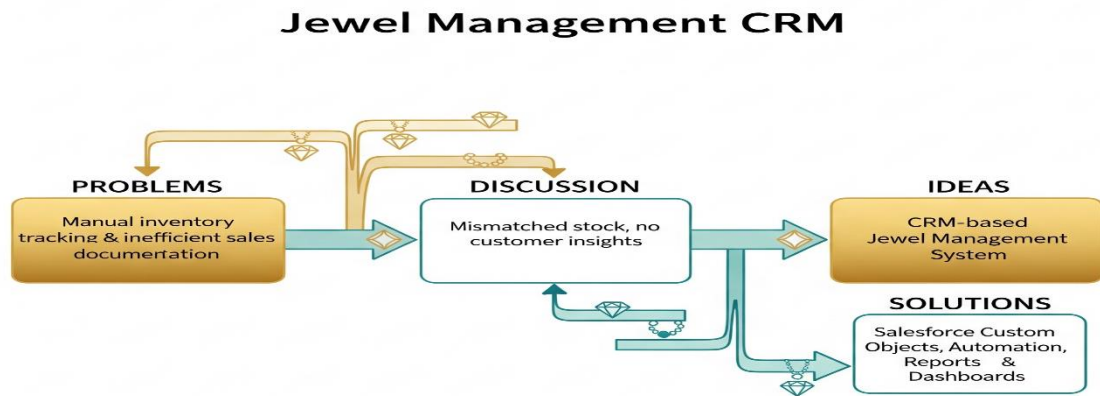 Jewel Management CRM
PROBLEMS
Manual inventory
tracking & inefficient sales
documentation
DISCUSSION
Mismatched stock, no
customer insights
IDEAS
CRM-based
Jewel Management
System
SOLUTIONS
Salesforce Custom
Objects, Automation,
Reports & 
Dashboards